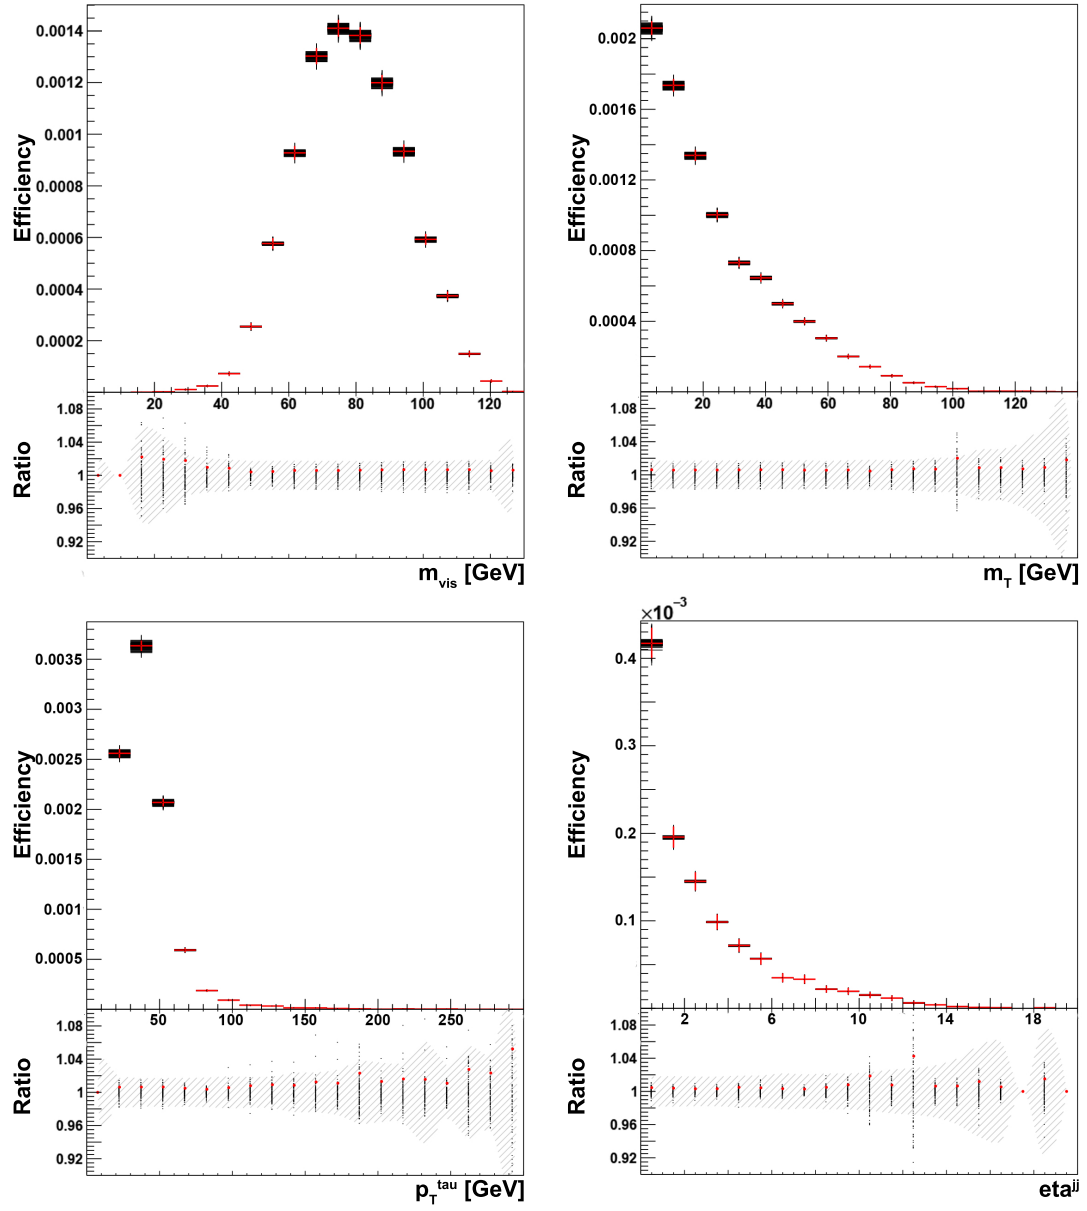 0.0014
0.0012
0.001
0.0008
0.0006
0.0004
0.0002
Efficiency
20 40 60 80 100 120
1.08
1.04
1
0.96
0.92
Ratio
m_vis [GeV]
0.002
0.0016
0.0012
0.0008
0.0004
Efficiency
20 40 60 80 100 120
1.08
1.04
1
0.96
0.92
Ratio
m_T [GeV]
0.0035
0.003
0.0025
0.002
0.0015
0.001
0.0005
Efficiency
50 100 150 200 250
1.08
1.04
1
0.96
0.92
Ratio
p_T^tau [GeV]
×10^−3
0.4
0.3
0.2
0.1
Efficiency
2 6 10 14 18
1.08
1.04
1
0.96
0.92
Ratio
eta^jj